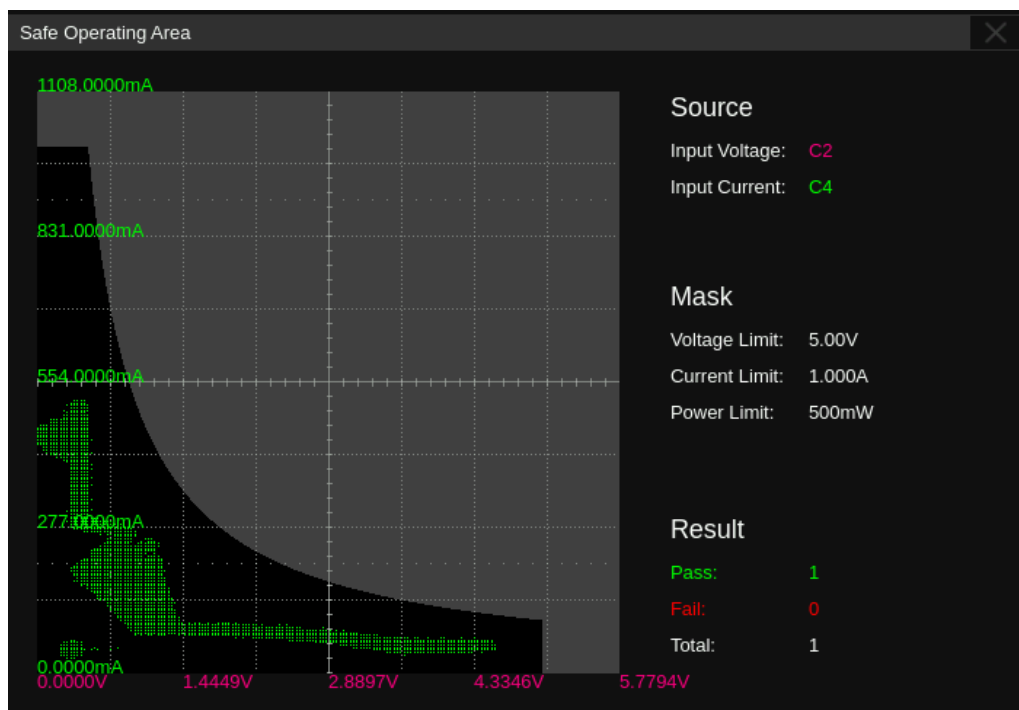 Safe Operating Area
1108.0000mA
831.0000mA
554.0000mA
277.0000mA
0.0000mA
0.0000V 1.4449V 2.8897V 4.3346V 5.7794V
Source
Input Voltage: C2
Input Current: C4
Mask
Voltage Limit: 5.00V
Current Limit: 1.000A
Power Limit: 500mW
Result
Pass: 1
Fail: 0
Total: 1